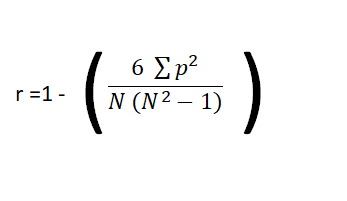 r =1 - ( 6 ∑p² / N (N² – 1) )